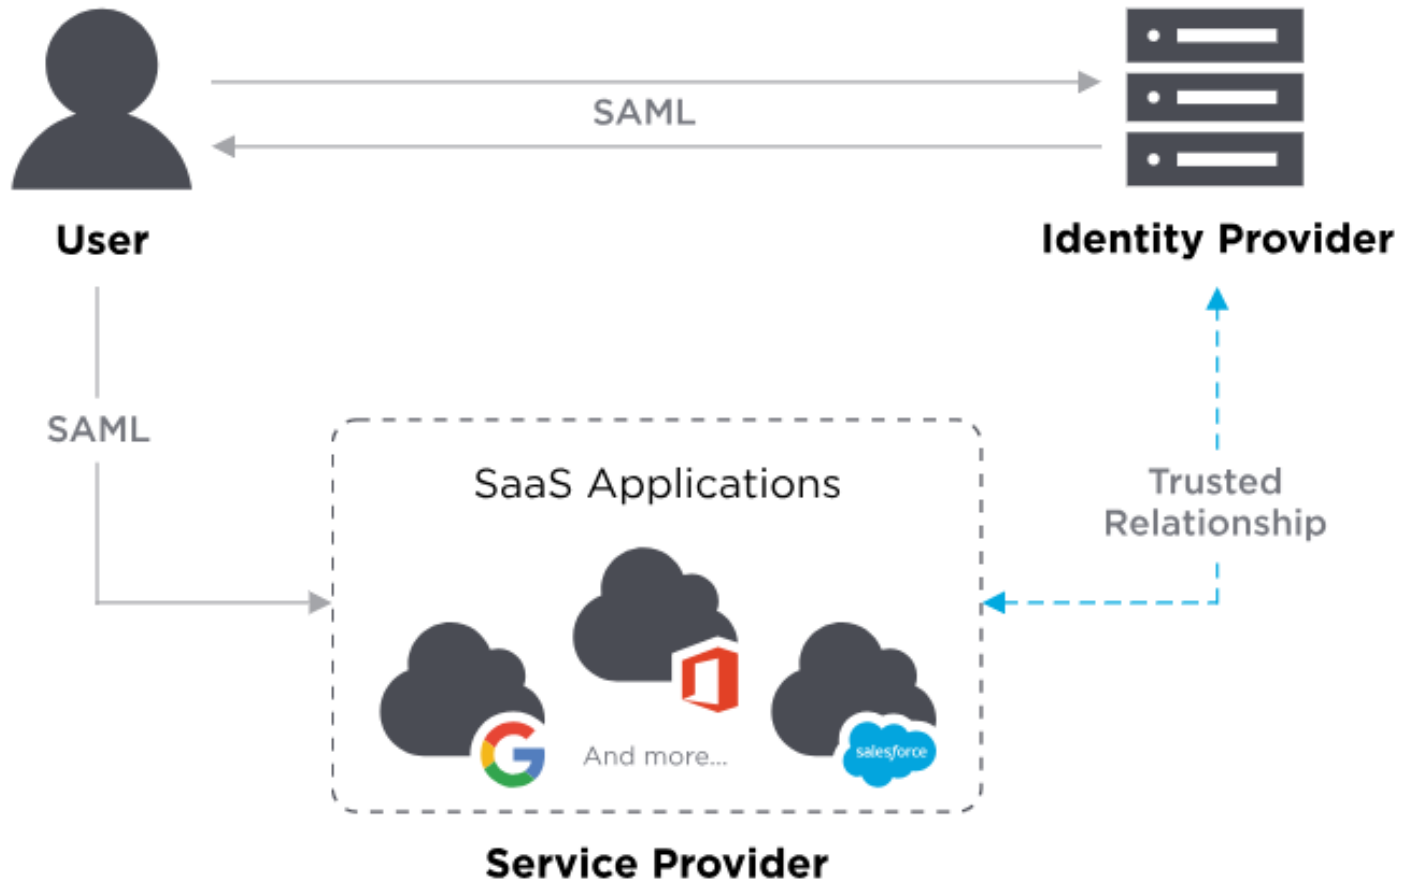 SAML
User
Identity Provider
SAML
SaaS Applications
Trusted
Relationship
And more...
salesforce
Service Provider